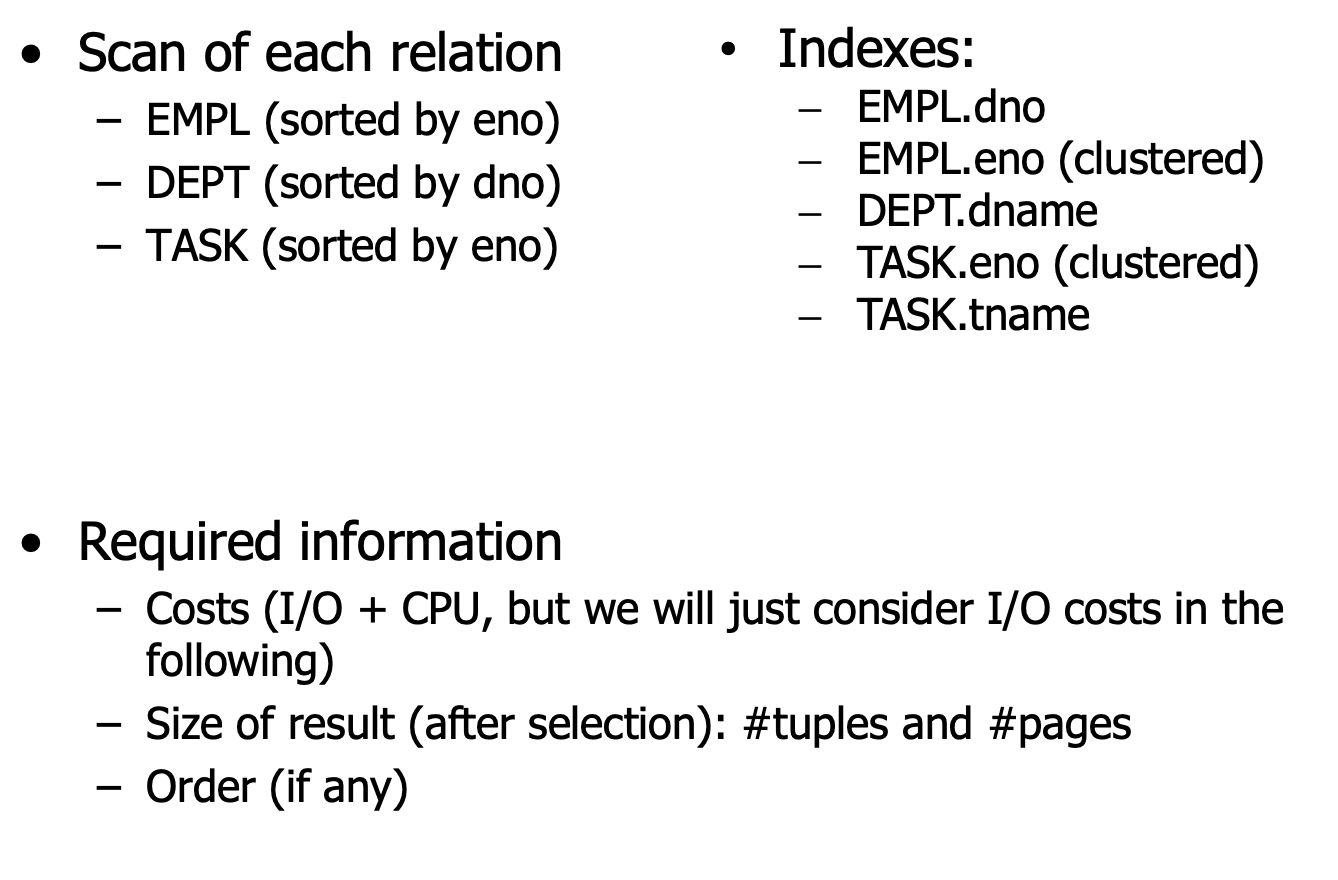 • Scan of each relation
– EMPL (sorted by eno)
– DEPT (sorted by dno)
– TASK (sorted by eno)
• Indexes:
– EMPL.dno
– EMPL.eno (clustered)
– DEPT.dname
– TASK.eno (clustered)
– TASK.tname
• Required information
– Costs (I/O + CPU, but we will just consider I/O costs in the
following)
– Size of result (after selection): #tuples and #pages
– Order (if any)